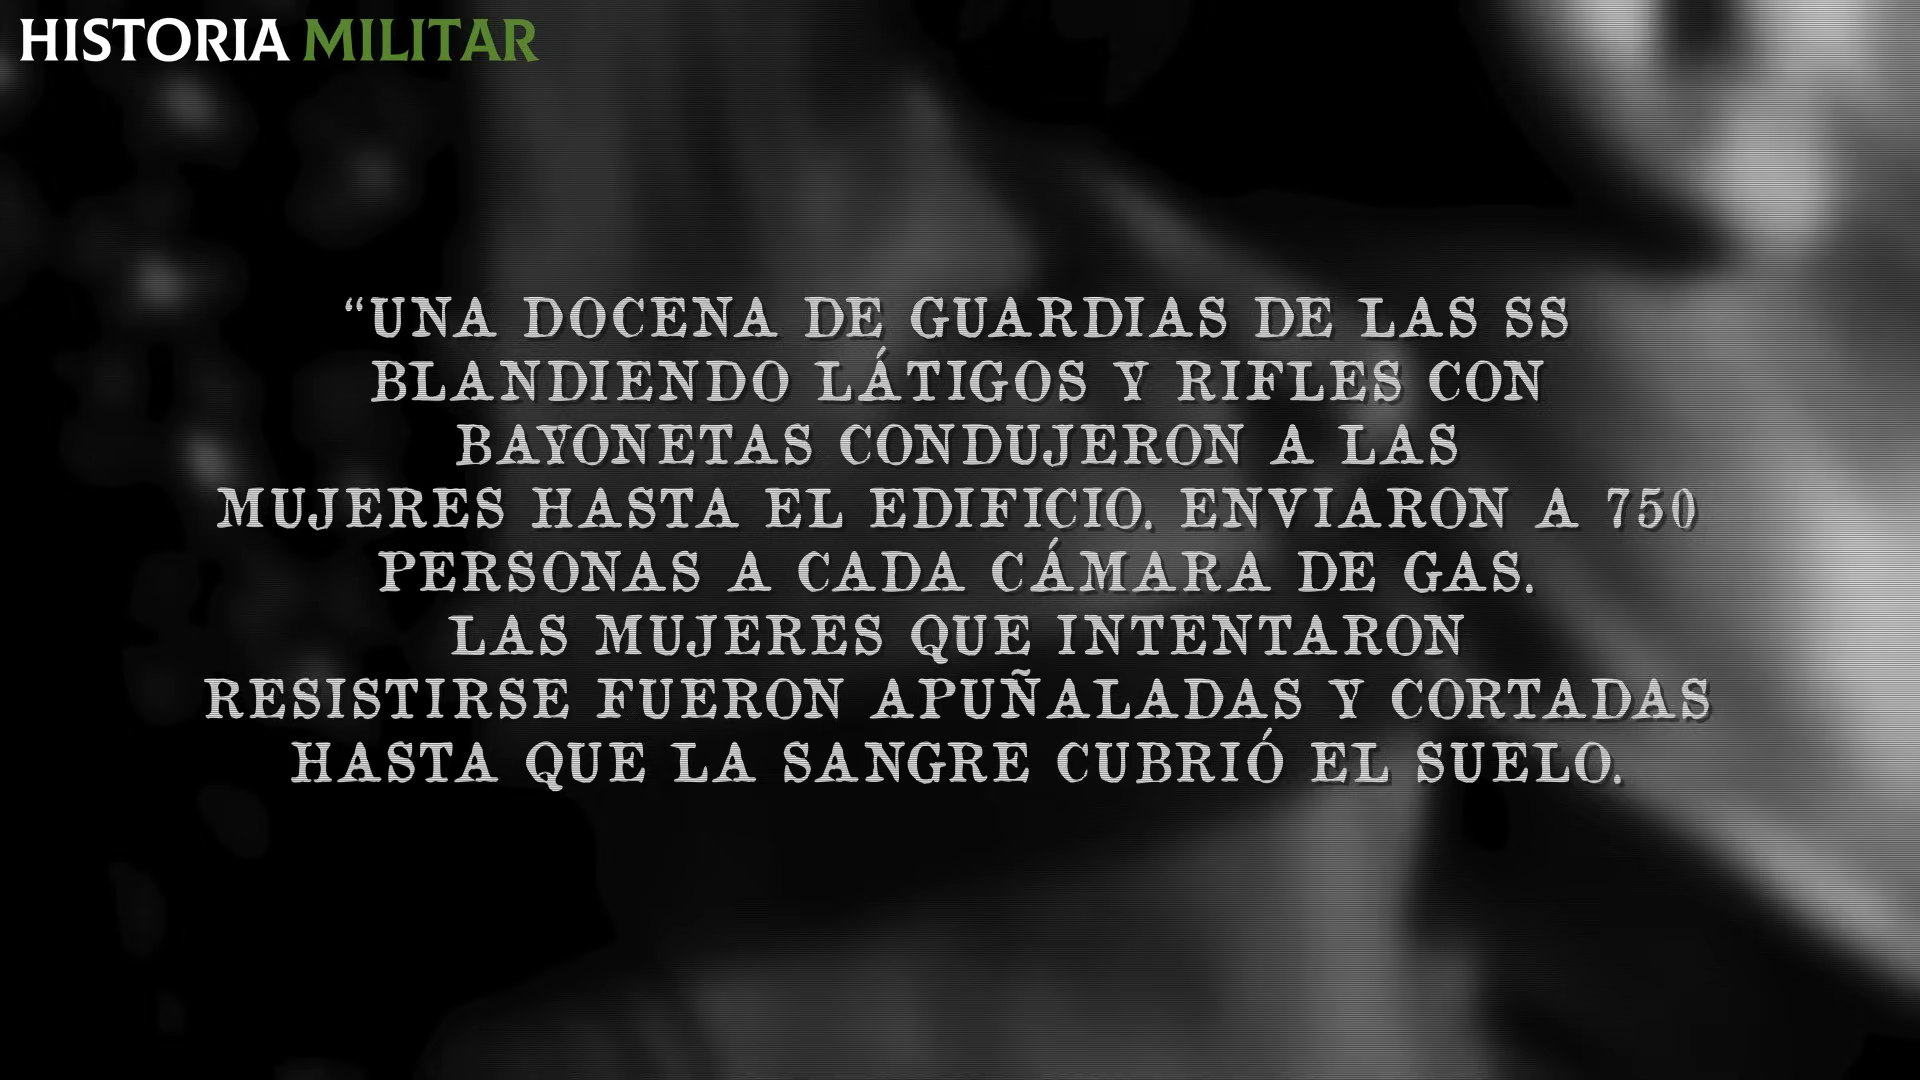 HISTORIA MILITAR
“UNA DOCENA DE GUARDIAS DE LAS SS
BLANDIENDO LÁTIGOS Y RIFLES CON
BAYONETAS CONDUJERON A LAS
MUJERES HASTA EL EDIFICIO. ENVIARON A 750
PERSONAS A CADA CÁMARA DE GAS.
LAS MUJERES QUE INTENTARON
RESISTIRSE FUERON APUÑALADAS Y CORTADAS
HASTA QUE LA SANGRE CUBRIÓ EL SUELO.